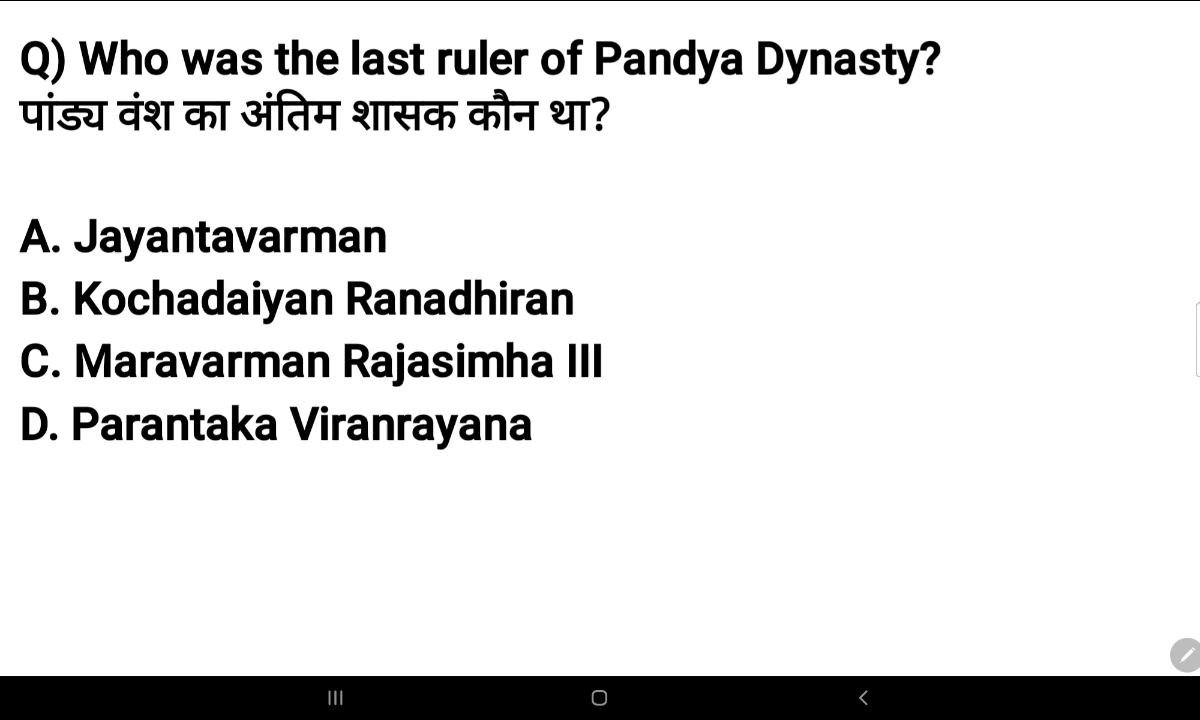 Q) Who was the last ruler of Pandya Dynasty?
पांड्य वंश का अंतिम शासक कौन था?
A. Jayantavarman
B. Kochadaiyan Ranadhiran
C. Maravarman Rajasimha III
D. Parantaka Viranrayana